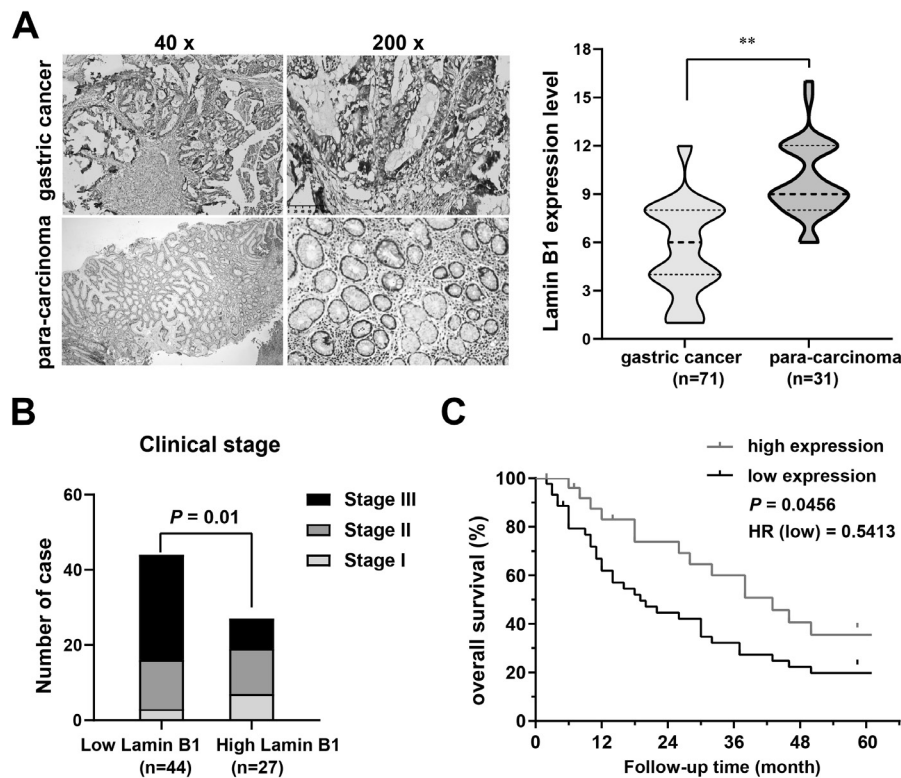 A
40 x
200 x
gastric cancer
para-carcinoma
Lamin B1 expression level
**
18
15
12
9
6
3
0
gastric cancer
(n=71)
para-carcinoma
(n=31)
B
Clinical stage
Number of case
60
40
20
0
P = 0.01
Stage III
Stage II
Stage I
Low Lamin B1
(n=44)
High Lamin B1
(n=27)
C
high expression
low expression
P = 0.0456
HR (low) = 0.5413
overall survival (%)
100
80
60
40
20
0
0 12 24 36 48 60
Follow-up time (month)